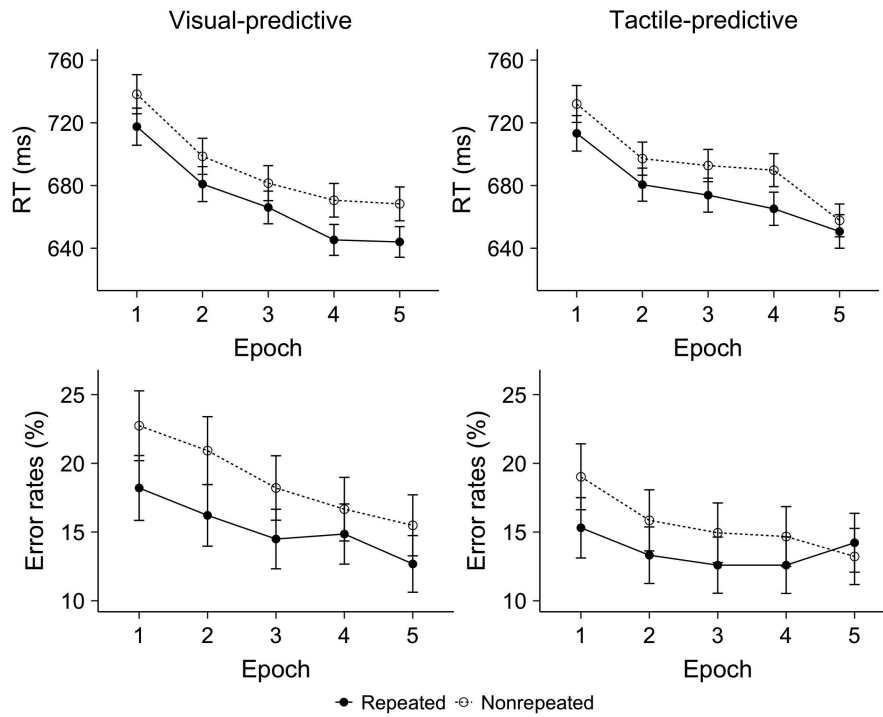 Visual-predictive
Tactile-predictive
760
720
680
640
RT (ms)
1 2 3 4 5
Epoch
760
720
680
640
RT (ms)
1 2 3 4 5
Epoch
25
20
15
10
Error rates (%)
1 2 3 4 5
Epoch
25
20
15
10
Error rates (%)
1 2 3 4 5
Epoch
Repeated Nonrepeated